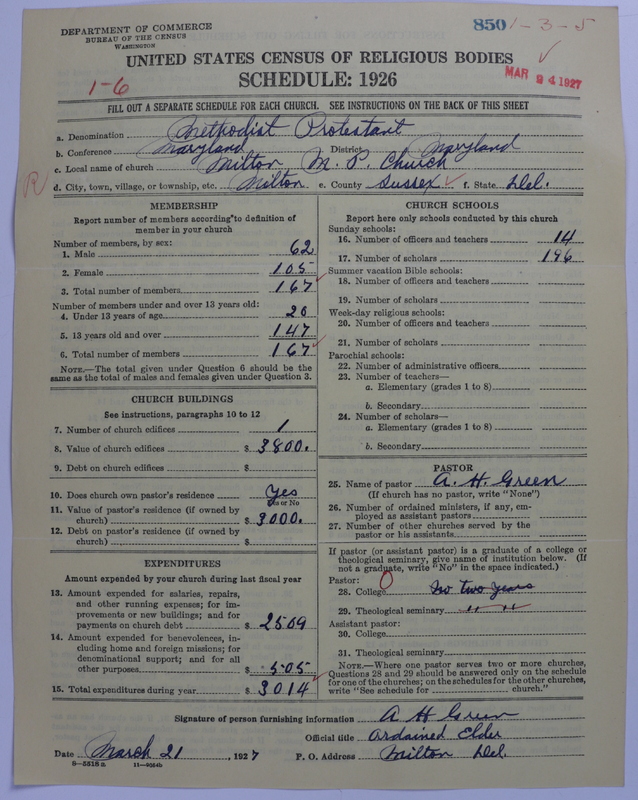 DEPARTMENT OF COMMERCE
BUREAU OF THE CENSUS
WASHINGTON
850 1-3-5
UNITED STATES CENSUS OF RELIGIOUS BODIES
SCHEDULE: 1926
MAR 24 1927
1-6
FILL OUT A SEPARATE SCHEDULE FOR EACH CHURCH. SEE INSTRUCTIONS ON THE BACK OF THIS SHEET
a. Denomination Methodist Protestant
b. Conference Maryland District Maryland
c. Local name of church Milton M. P. Church
R
d. City, town, village, or township, etc. Milton e. County Sussex f. State Del.
MEMBERSHIP
Report number of members according to definition of
member in your church
Number of members, by sex:
1. Male 62
2. Female 105
3. Total number of members 167
Number of members under and over 13 years old:
4. Under 13 years of age 20
5. 13 years old and over 147
6. Total number of members 167
NOTE.—The total given under Question 6 should be the
same as the total of males and females given under Question 3.
CHURCH BUILDINGS
See instructions, paragraphs 10 to 12
7. Number of church edifices 1
8. Value of church edifices $ 3800.
9. Debt on church edifices $
10. Does church own pastor's residence Yes
Yes or No
11. Value of pastor's residence (if owned by
church) $ 3000.
12. Debt on pastor's residence (if owned by
church) $
EXPENDITURES
Amount expended by your church during last fiscal year
13. Amount expended for salaries, repairs,
and other running expenses; for im-
provements or new buildings; and for
payments on church debt $ 2509
14. Amount expended for benevolences, in-
cluding home and foreign missions; for
denominational support; and for all
other purposes $ 505
15. Total expenditures during year $ 3014
CHURCH SCHOOLS
Report here only schools conducted by this church
Sunday schools:
16. Number of officers and teachers 14
17. Number of scholars 196
Summer vacation Bible schools:
18. Number of officers and teachers
19. Number of scholars
Week-day religious schools:
20. Number of officers and teachers
21. Number of scholars
Parochial schools:
22. Number of administrative officers
23. Number of teachers—
a. Elementary (grades 1 to 8)
b. Secondary
24. Number of scholars—
a. Elementary (grades 1 to 8)
b. Secondary
PASTOR
25. Name of pastor A. H. Green
(If church has no pastor, write "None")
26. Number of ordained ministers, if any, em-
ployed as assistant pastors
27. Number of other churches served by the
pastor or his assistants
If pastor (or assistant pastor) is a graduate of a college or
theological seminary, give name of institution below. (If
not a graduate, write "No" in the space indicated.)
Pastor:
28. College 0 No two years
29. Theological seminary " "
Assistant pastor:
30. College
31. Theological seminary
NOTE.—Where one pastor serves two or more churches,
Questions 28 and 29 should be answered only on the schedule
for one of the churches; on the schedules for the other churches,
write "See schedule for church."
Signature of person furnishing information A H Green
Official title Ordained Elder
Date March 21, 1927 P. O. Address Milton Del.
8—5518 a 11—9064b